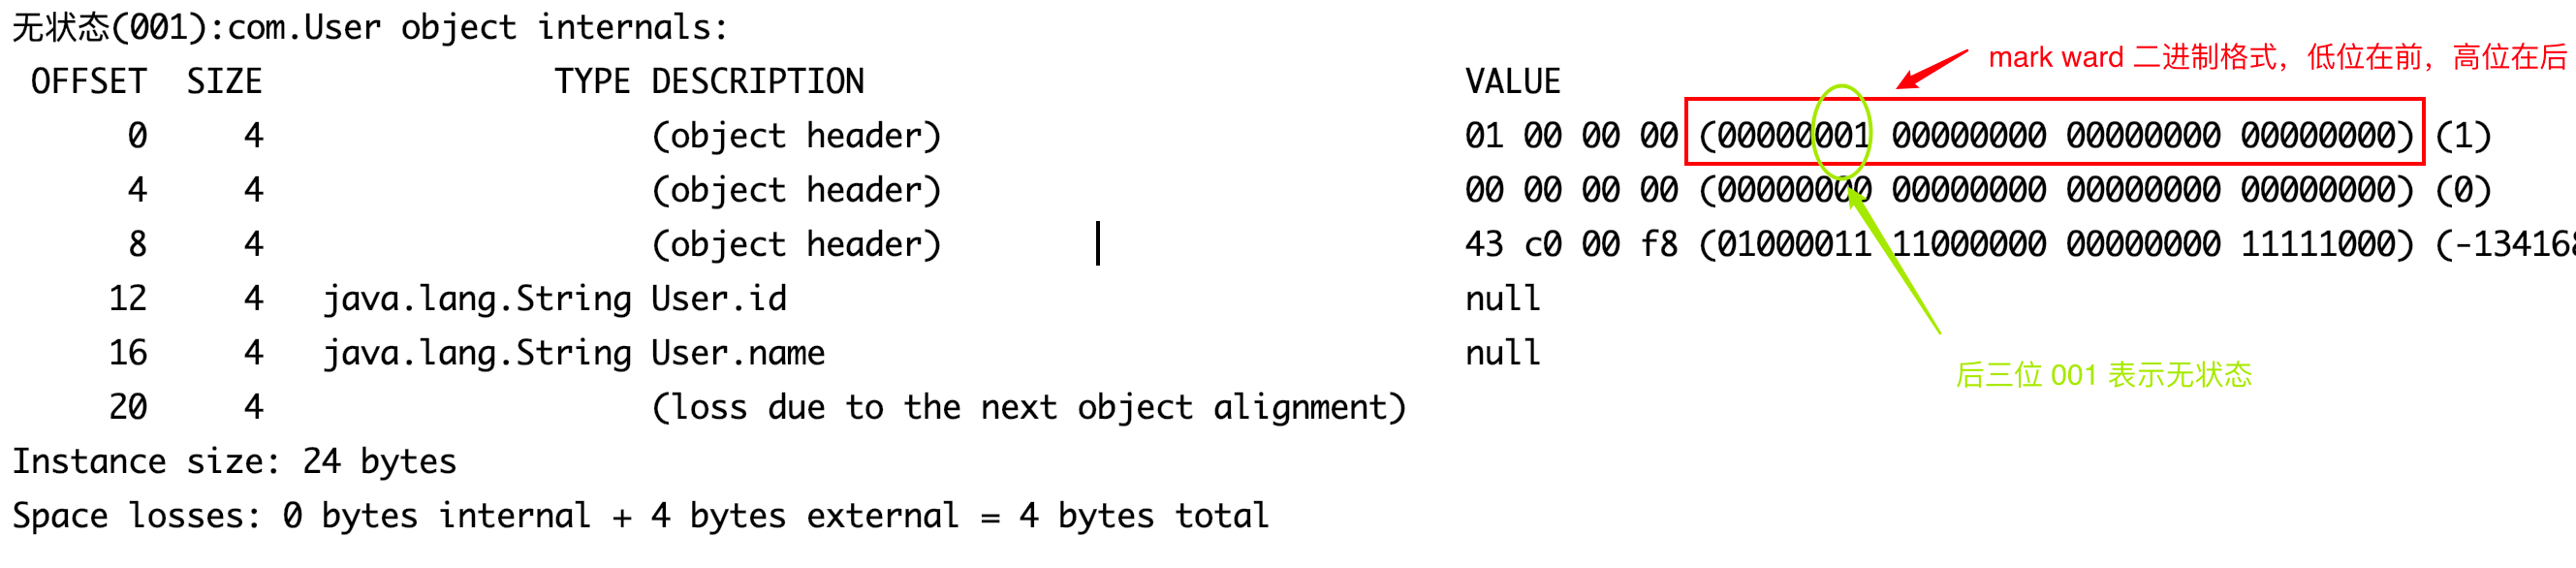 无状态(001):com.User object internals:
mark ward 二进制格式，低位在前，高位在后
OFFSET SIZE TYPE DESCRIPTION VALUE
0 4 (object header) 01 00 00 00 (00000001 00000000 00000000 00000000) (1)
4 4 (object header) 00 00 00 00 (00000000 00000000 00000000 00000000) (0)
8 4 (object header) 43 c0 00 f8 (01000011 11000000 00000000 11111000) (-134168
12 4 java.lang.String User.id null
16 4 java.lang.String User.name null
后三位 001 表示无状态
20 4 (loss due to the next object alignment)
Instance size: 24 bytes
Space losses: 0 bytes internal + 4 bytes external = 4 bytes total